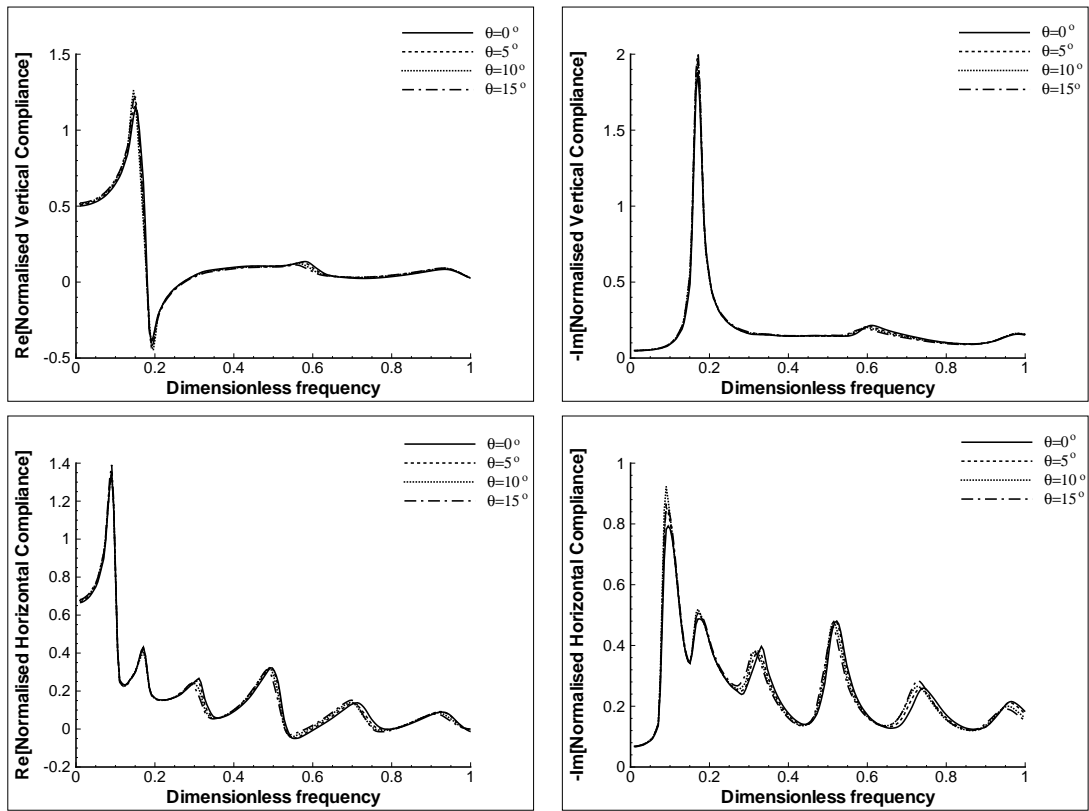 θ=0°
θ=5°
θ=10°
θ=15°
Re[Normalised Vertical Compliance]
1.5
1
0.5
0
-0.5
0 0.2 0.4 0.6 0.8 1
Dimensionless frequency
θ=0°
θ=5°
θ=10°
θ=15°
-Im[Normalised Vertical Compliance]
2
1.5
1
0.5
0
0 0.2 0.4 0.6 0.8 1
Dimensionless frequency
θ=0°
θ=5°
θ=10°
θ=15°
Re[Normalised Horizontal Compliance]
1.4
1.2
1
0.8
0.6
0.4
0.2
0
-0.2
0 0.2 0.4 0.6 0.8 1
Dimensionless frequency
θ=0°
θ=5°
θ=10°
θ=15°
-Im[Normalised Horizontal Compliance]
1
0.8
0.6
0.4
0.2
0
0 0.2 0.4 0.6 0.8 1
Dimensionless frequency